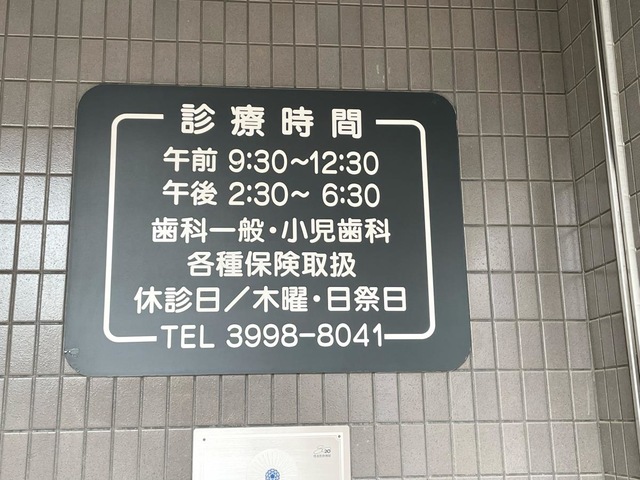 診療時間
午前 9:30〜12:30
午後 2:30〜 6:30
歯科一般・小児歯科
各種保険取扱
休診日／木曜・日祭日
TEL 3998-8041